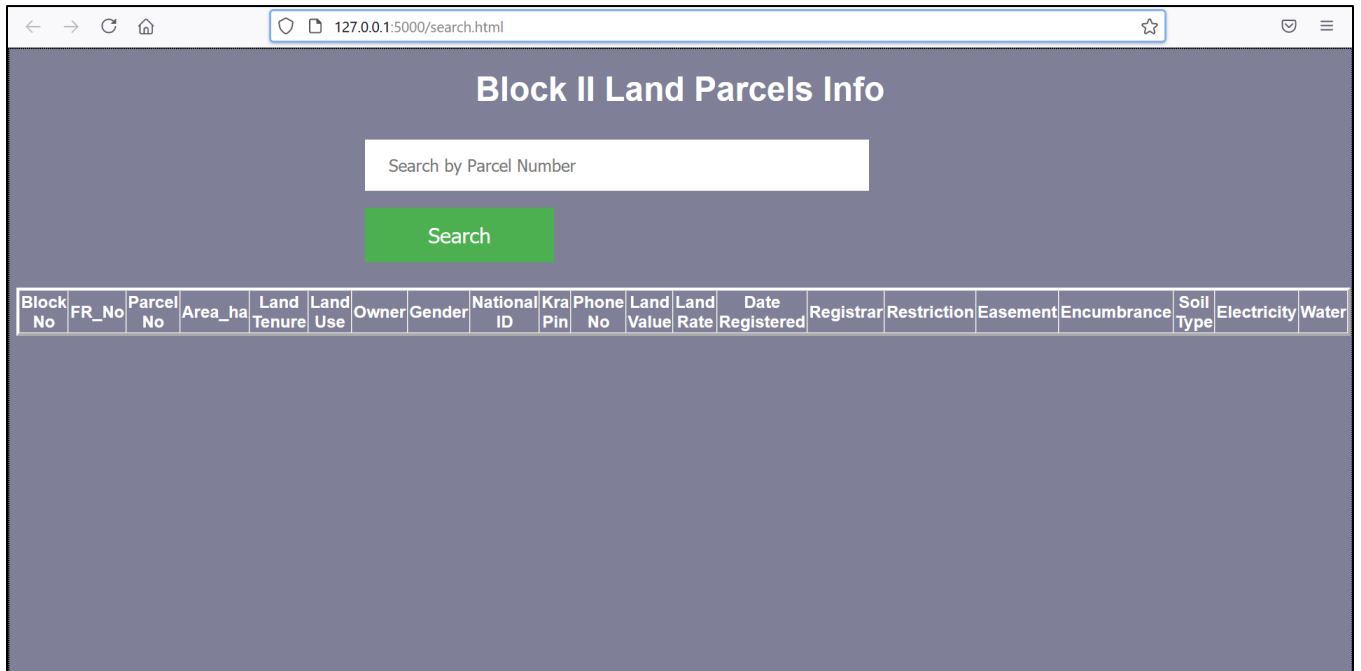 127.0.0.1:5000/search.html
Block II Land Parcels Info
Search by Parcel Number
Search
Block No FR_No Parcel No Area_ha Land Tenure Land Use Owner Gender National ID Kra Pin Phone No Land Value Land Rate Date Registered Registrar Restriction Easement Encumbrance Soil Type Electricity Water